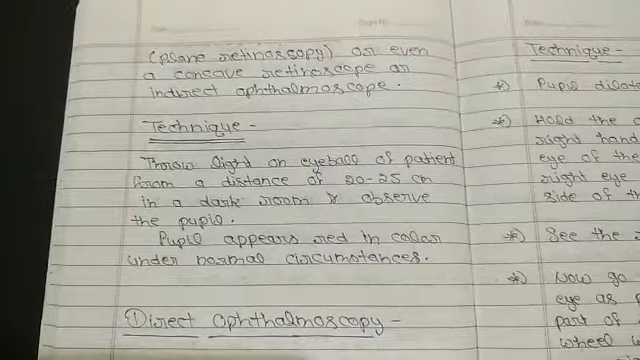 (plane retinoscopy) or even
a concave retinoscope or
indirect ophthalmoscope.
Technique -
Throw light on eyeball of patient
from a distance of 20-25 cm
in a dark room & observe
the pupil.
Pupil appears red in color
under normal circumstances.
Direct Ophthalmoscopy -
Technique -
*) Pupil
*) Hold the
right hand
eye of the
right eye
side of
*) See the
*) Now go
eye as
part of
wheel